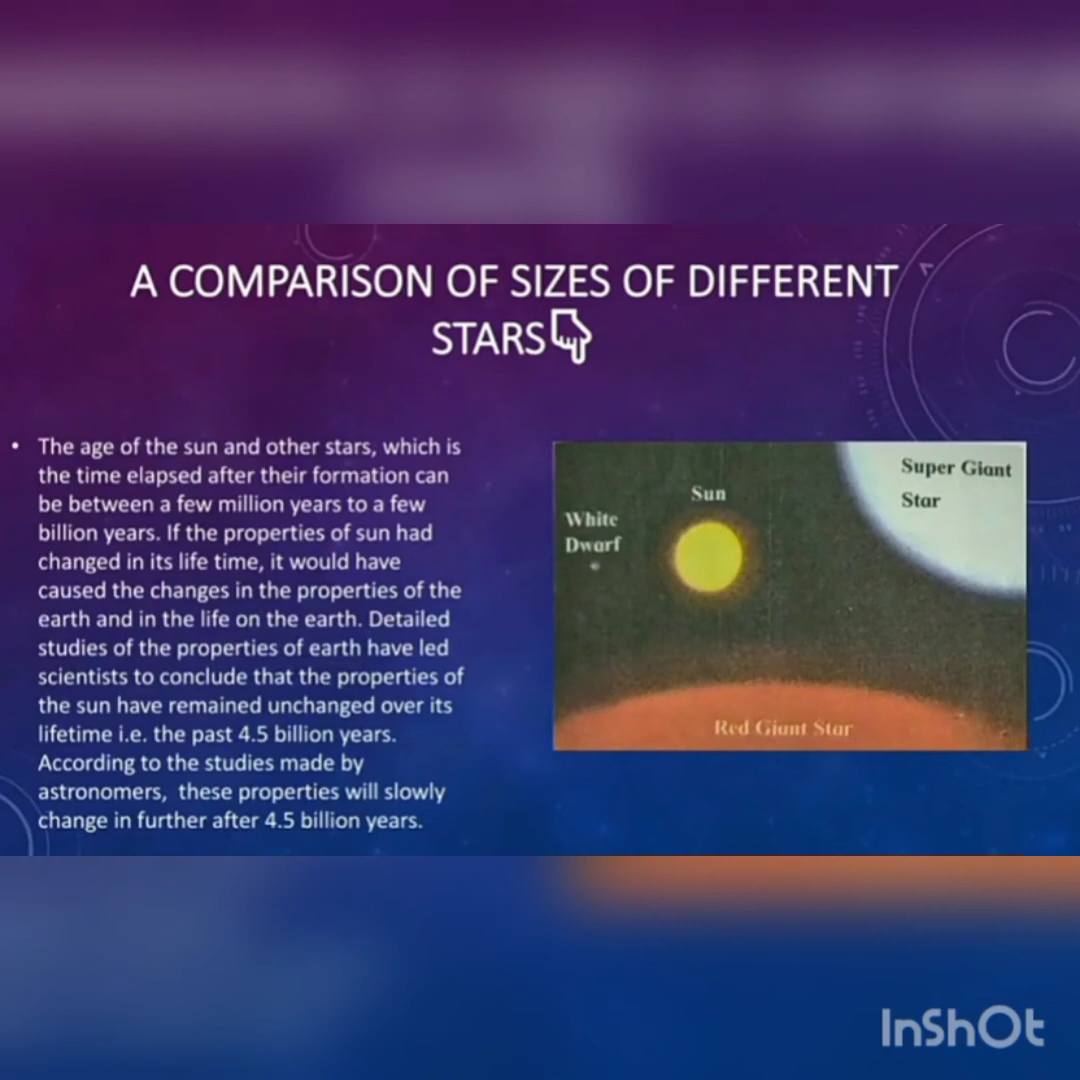 A COMPARISON OF SIZES OF DIFFERENT
STARS
• The age of the sun and other stars, which is
the time elapsed after their formation can
be between a few million years to a few
billion years. If the properties of sun had
changed in its life time, it would have
caused the changes in the properties of the
earth and in the life on the earth. Detailed
studies of the properties of earth have led
scientists to conclude that the properties of
the sun have remained unchanged over its
lifetime i.e. the past 4.5 billion years.
According to the studies made by
astronomers, these properties will slowly
change in further after 4.5 billion years.
Super Giant
Star
Sun
White
Dwarf
Red Giant Star
InShOt